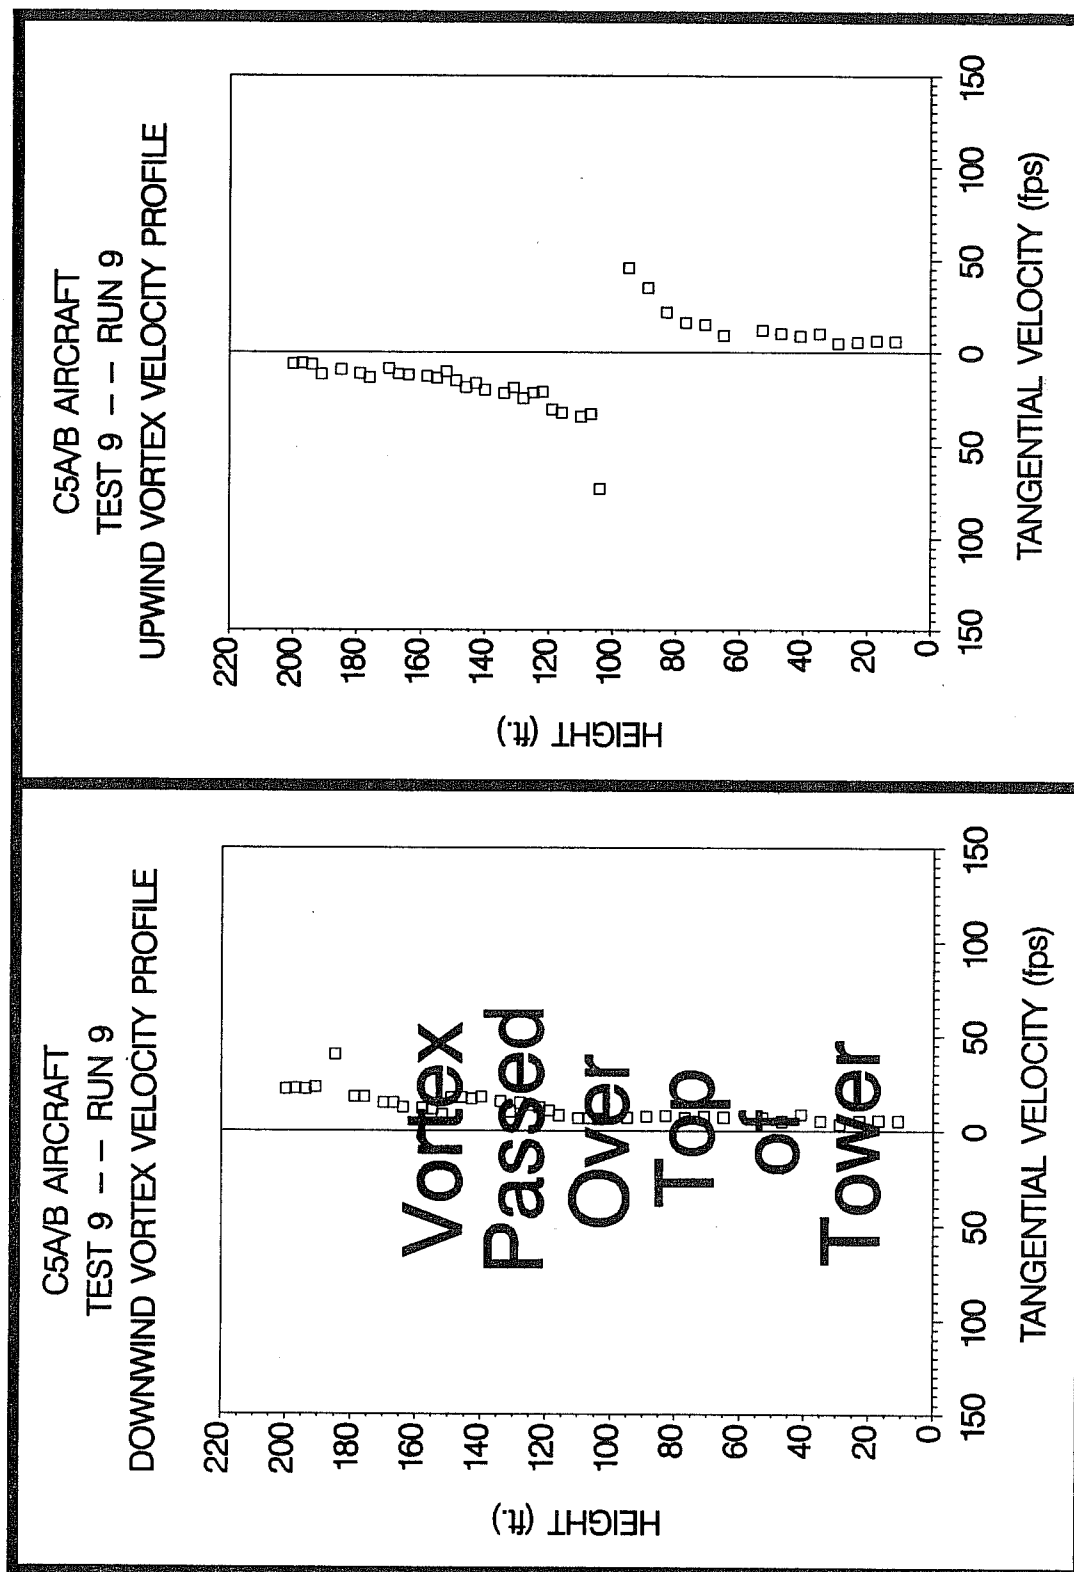 C5A/B AIRCRAFT
TEST 9 -- RUN 9
DOWNWIND VORTEX VELOCITY PROFILE
220
200
180
160
140
120
100
80
60
40
20
0
HEIGHT (ft.)
Vortex
Passed
Over
Top
of
Tower
150 100 50 0 50 100 150
TANGENTIAL VELOCITY (fps)
C5A/B AIRCRAFT
TEST 9 -- RUN 9
UPWIND VORTEX VELOCITY PROFILE
220
200
180
160
140
120
100
80
60
40
20
0
HEIGHT (ft.)
150 100 50 0 50 100 150
TANGENTIAL VELOCITY (fps)